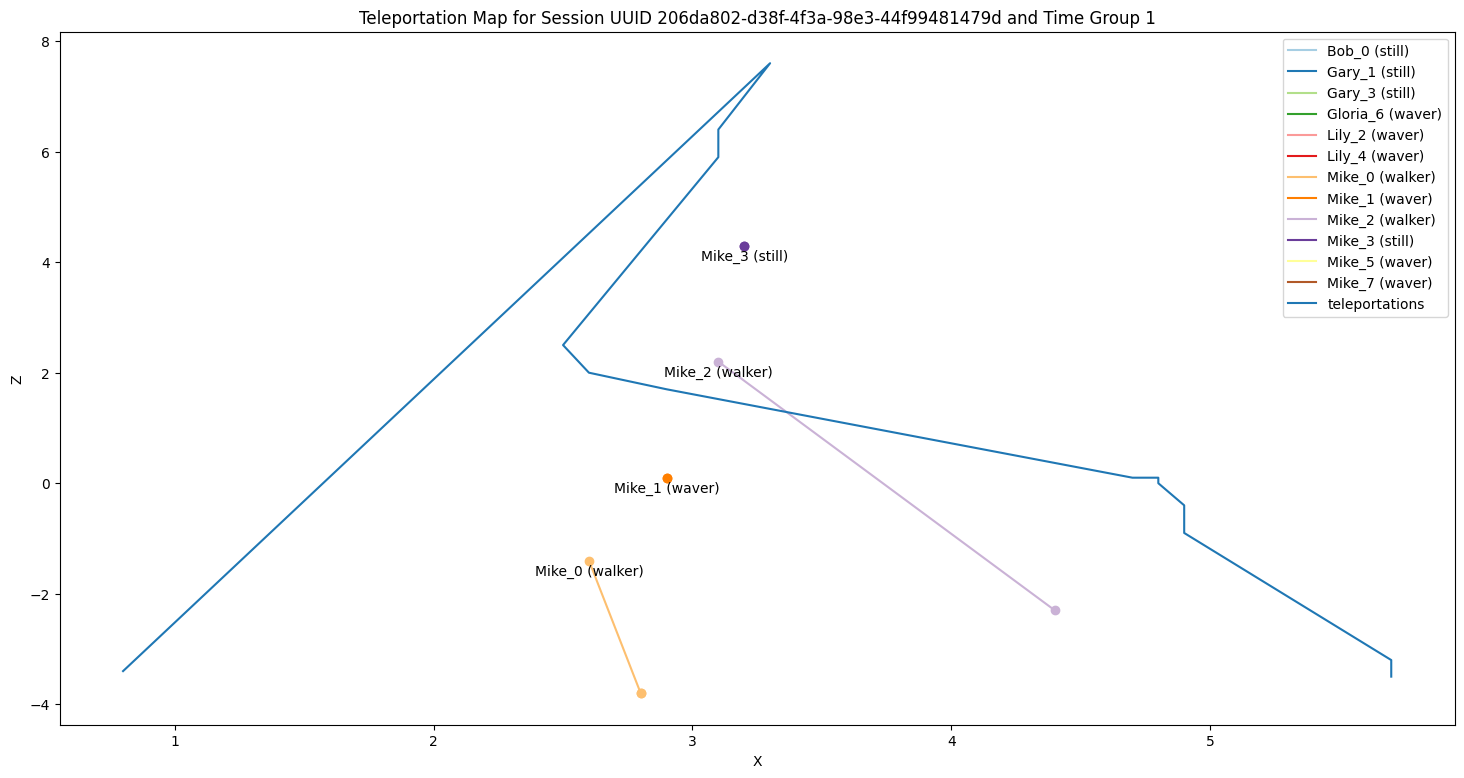 Teleportation Map for Session UUID 206da802-d38f-4f3a-98e3-44f99481479d and Time Group 1
8
6
4
2
0
−2
−4
Z
Bob_0 (still)
Gary_1 (still)
Gary_3 (still)
Gloria_6 (waver)
Lily_2 (waver)
Lily_4 (waver)
Mike_0 (walker)
Mike_1 (waver)
Mike_2 (walker)
Mike_3 (still)
Mike_5 (waver)
Mike_7 (waver)
teleportations
Mike_3 (still)
Mike_2 (walker)
Mike_1 (waver)
Mike_0 (walker)
1 2 3 4 5
X